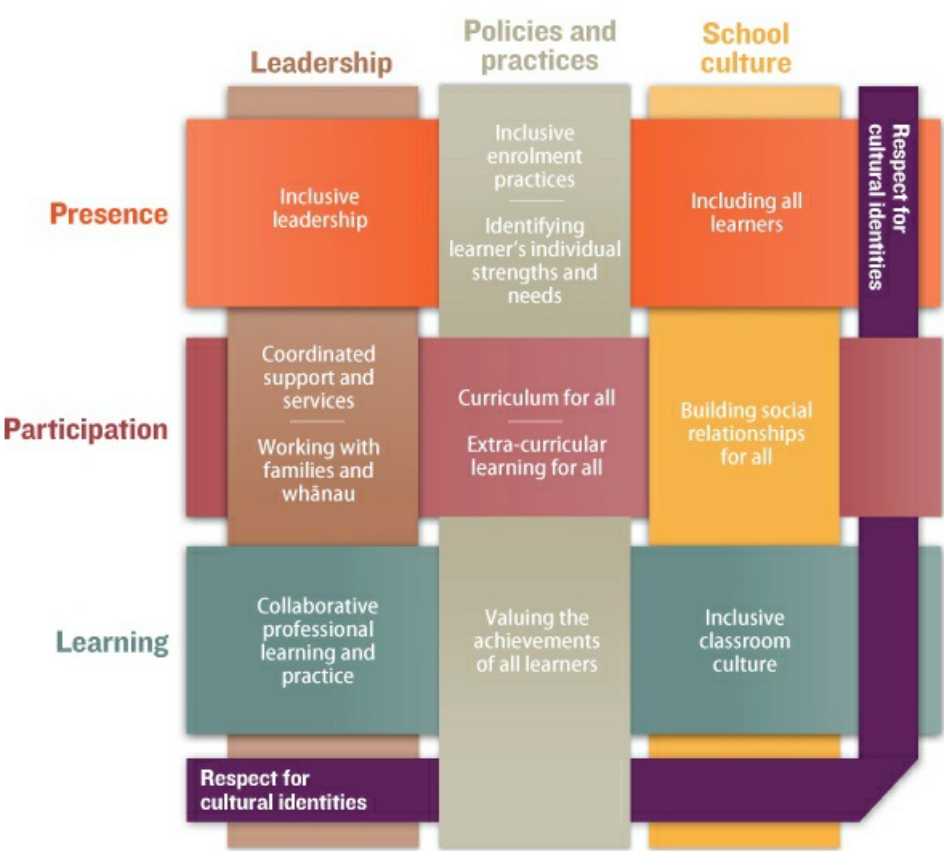 Leadership
Policies and
practices
School
culture
Presence
Inclusive
leadership
Inclusive
enrolment
practices
Identifying
learner's individual
strengths and
needs
Including all
learners
Respect for
cultural identities
Participation
Coordinated
support and
services
Working with
families and
whānau
Curriculum for all
Extra-curricular
learning for all
Building social
relationships
for all
Learning
Collaborative
professional
learning and
practice
Valuing the
achievements
of all learners
Inclusive
classroom
culture
Respect for
cultural identities